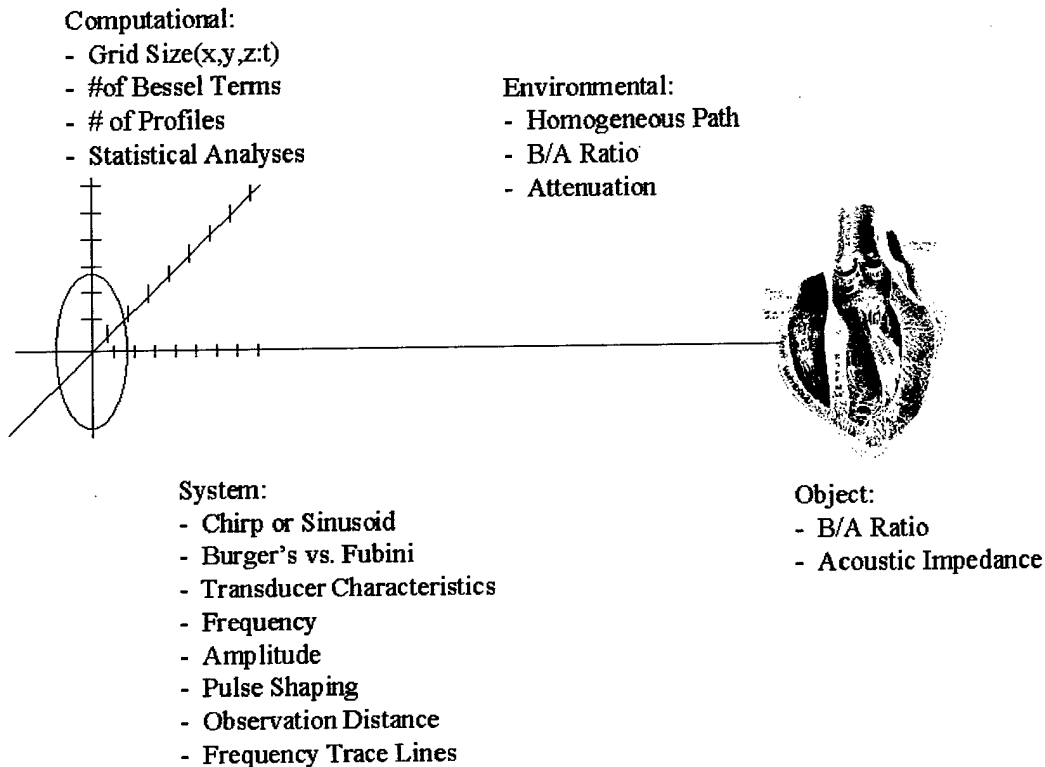 Computational:
- Grid Size(x,y,z:t)
- #of Bessel Terms
- # of Profiles
- Statistical Analyses
Environmental:
- Homogeneous Path
- B/A Ratio
- Attenuation
System:
- Chirp or Sinusoid
- Burger's vs. Fubini
- Transducer Characteristics
- Frequency
- Amplitude
- Pulse Shaping
- Observation Distance
- Frequency Trace Lines
Object:
- B/A Ratio
- Acoustic Impedance